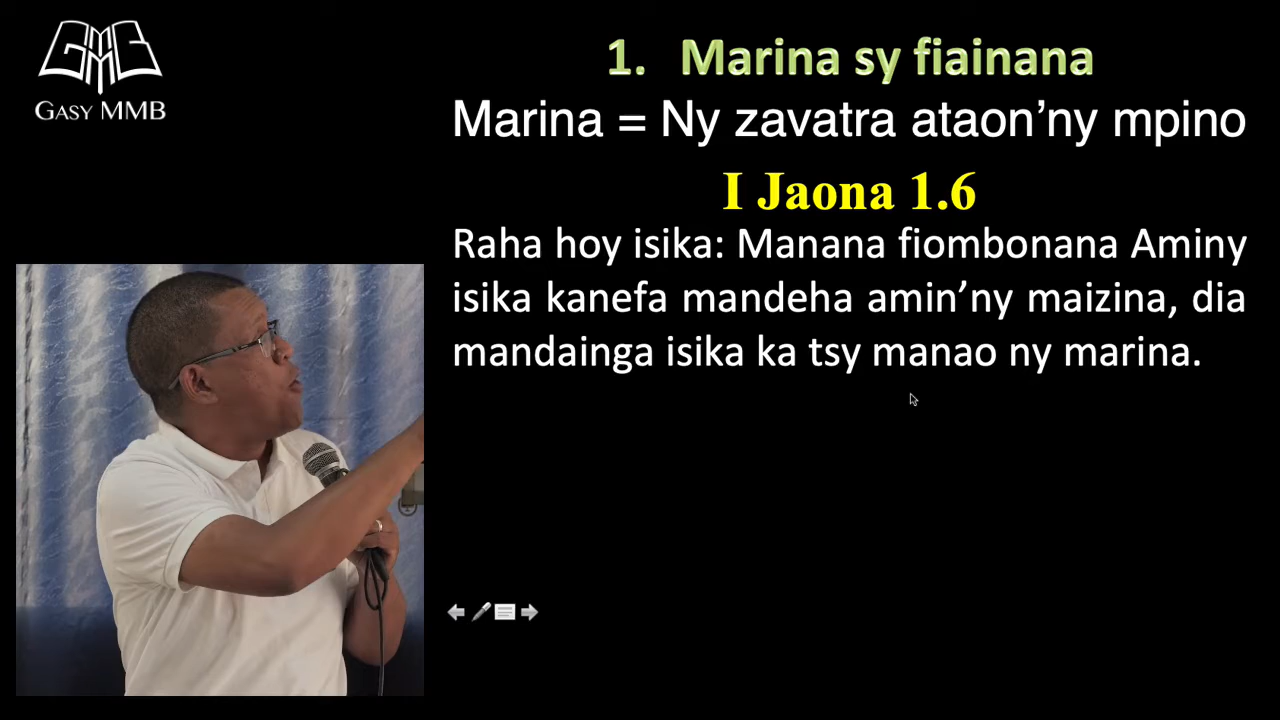 GMMB
GASY MMB
1. Marina sy fiainana
Marina = Ny zavatra ataon’ny mpino
I Jaona 1.6
Raha hoy isika: Manana fiombonana Aminy
isika kanefa mandeha amin’ny maizina, dia
mandainga isika ka tsy manao ny marina.